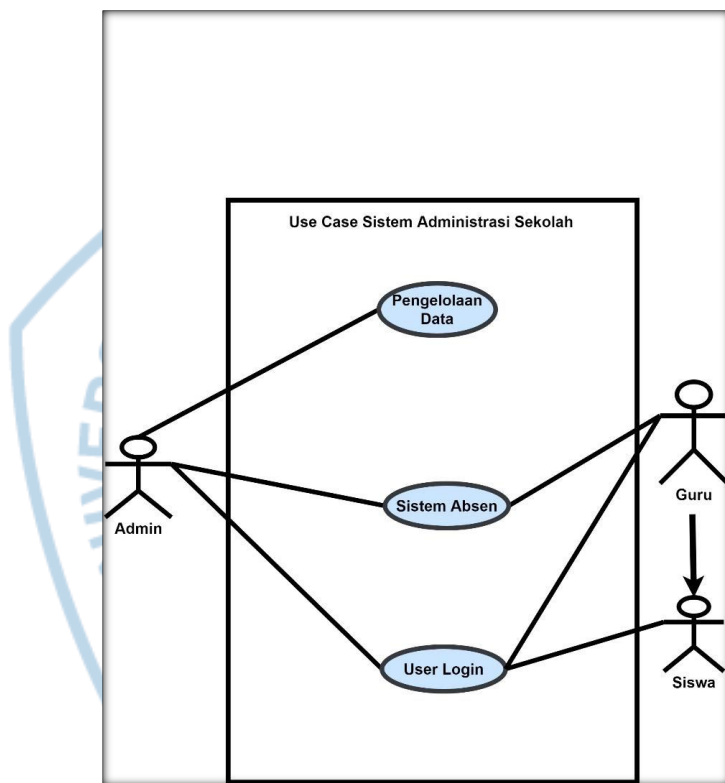 Use Case Sistem Administrasi Sekolah
Pengelolaan
Data
Admin
Sistem Absen
Guru
User Login
Siswa